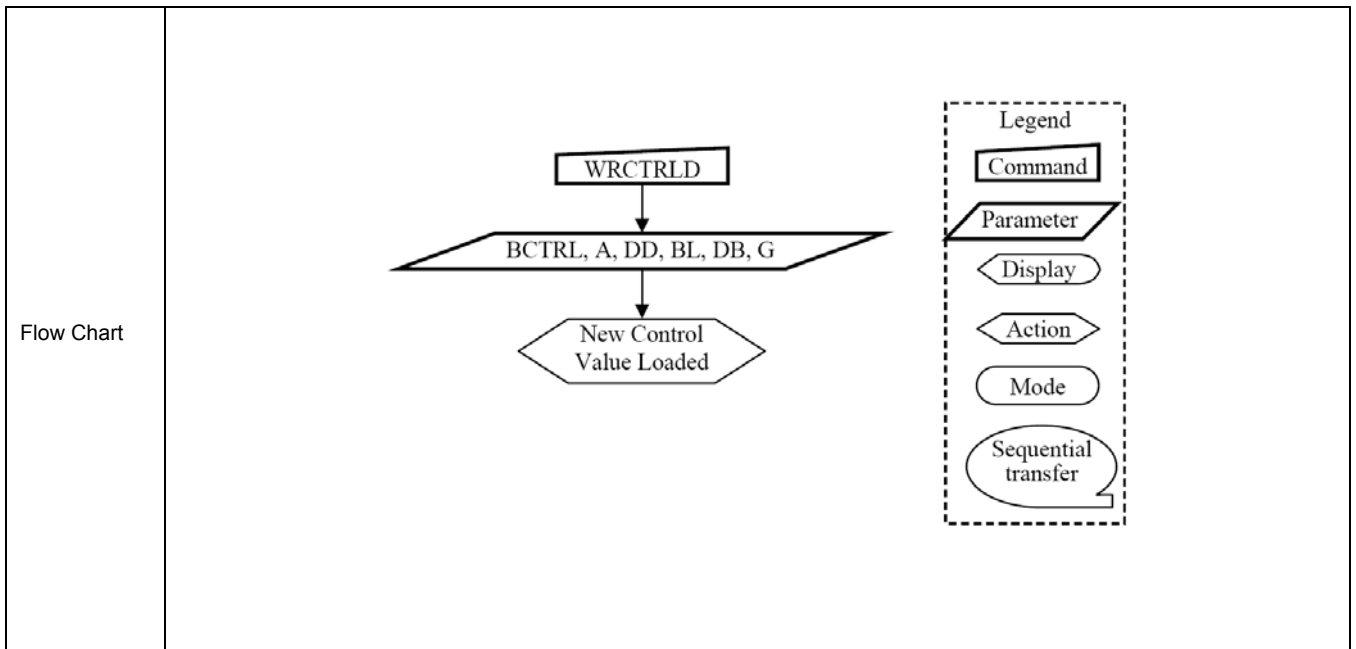 Flow Chart
WRCTRLD
BCTRL, A, DD, BL, DB, G
New Control
Value Loaded
Legend
Command
Parameter
Display
Action
Mode
Sequential
transfer